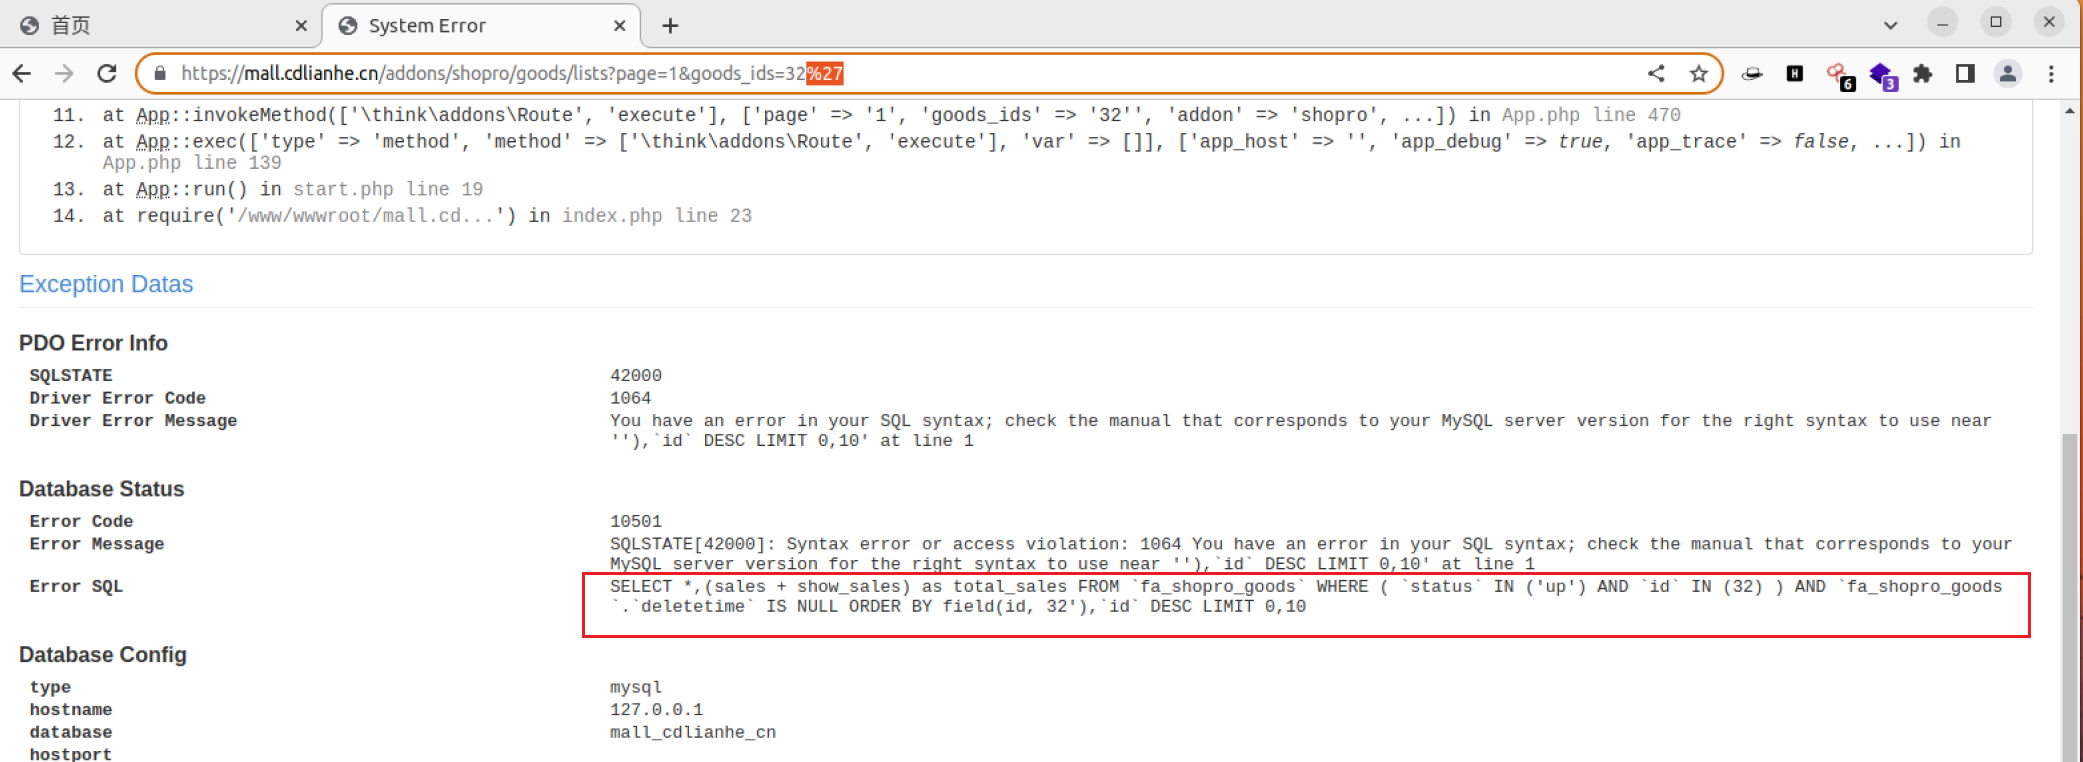 首页
System Error
https://mall.cdlianhe.cn/addons/shopro/goods/lists?page=1&goods_ids=32%27
6
3
11. at App::invokeMethod(['\think\addons\Route', 'execute'], ['page' => '1', 'goods_ids' => '32'', 'addon' => 'shopro', ...]) in App.php line 470
12. at App::exec(['type' => 'method', 'method' => ['\think\addons\Route', 'execute'], 'var' => []], ['app_host' => '', 'app_debug' => true, 'app_trace' => false, ...]) in
App.php line 139
13. at App::run() in start.php line 19
14. at require('/www/wwwroot/mall.cd...') in index.php line 23
Exception Datas
PDO Error Info
SQLSTATE 42000
Driver Error Code 1064
Driver Error Message You have an error in your SQL syntax; check the manual that corresponds to your MySQL server version for the right syntax to use near
''),`id` DESC LIMIT 0,10' at line 1
Database Status
Error Code 10501
Error Message SQLSTATE[42000]: Syntax error or access violation: 1064 You have an error in your SQL syntax; check the manual that corresponds to your
MySQL server version for the right syntax to use near ''),`id` DESC LIMIT 0,10' at line 1
Error SQL SELECT *,(sales + show_sales) as total_sales FROM `fa_shopro_goods` WHERE ( `status` IN ('up') AND `id` IN (32) ) AND `fa_shopro_goods
`.`deletetime` IS NULL ORDER BY field(id, 32'),`id` DESC LIMIT 0,10
Database Config
type mysql
hostname 127.0.0.1
database mall_cdlianhe_cn
hostport